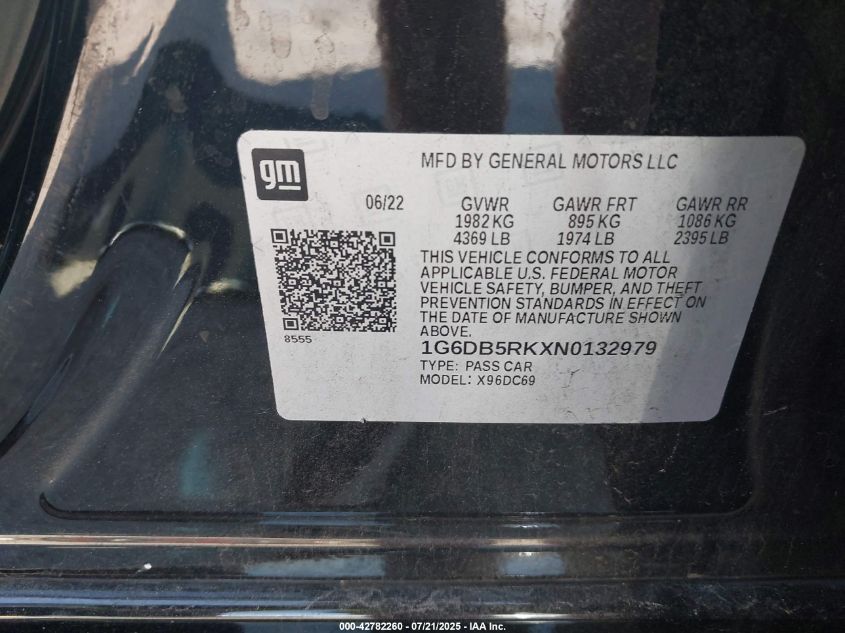 gm
MFD BY GENERAL MOTORS LLC
06/22 GVWR GAWR FRT GAWR RR
1982 KG 895 KG 1086 KG
4369 LB 1974 LB 2395 LB
THIS VEHICLE CONFORMS TO ALL
APPLICABLE U.S. FEDERAL MOTOR
VEHICLE SAFETY, BUMPER, AND THEFT
PREVENTION STANDARDS IN EFFECT ON
THE DATE OF MANUFACTURE SHOWN
ABOVE.
8555
1G6DB5RKXN0132979
TYPE: PASS CAR
MODEL: X96DC69
000-42782260 - 07/21/2025 - IAA Inc.